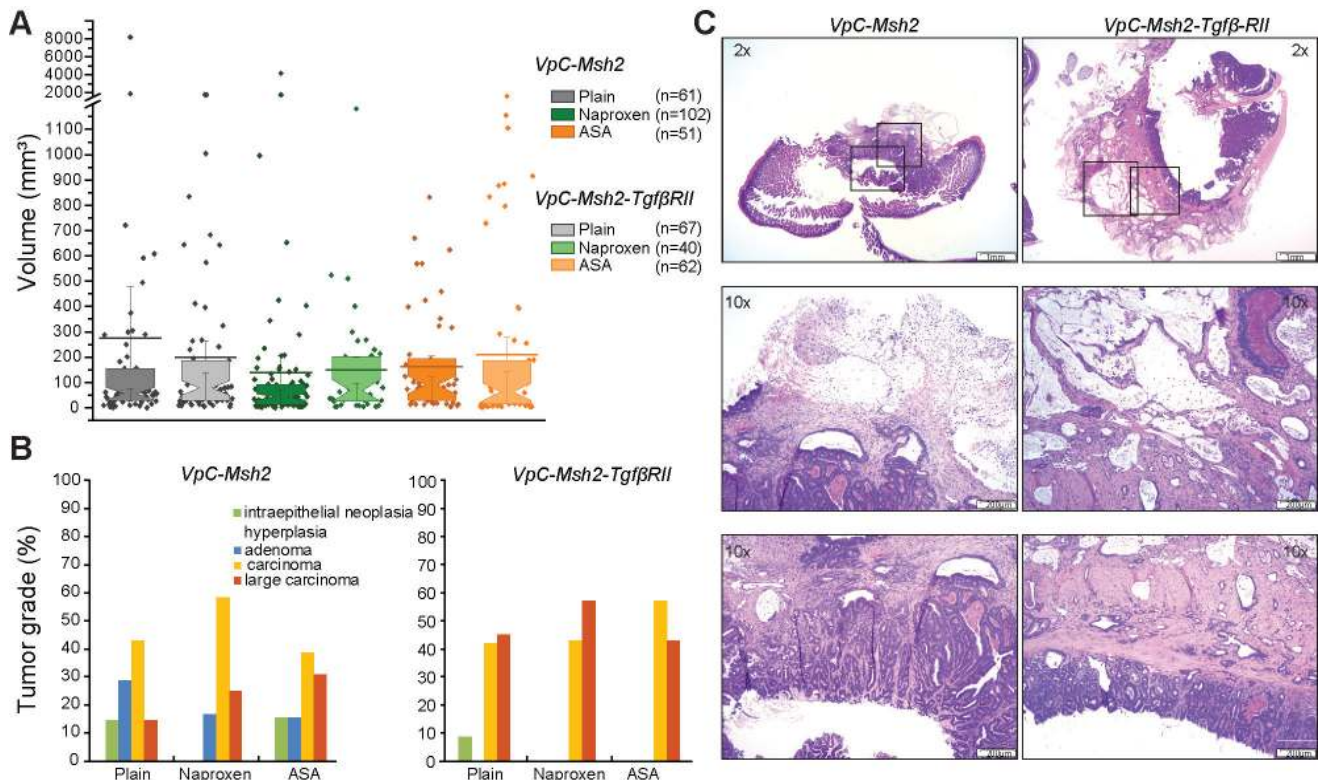 A
8000
6000
4000
2000
1100
1000
900
800
700
600
500
400
300
200
100
0
Volume (mm³)
VpC-Msh2
Plain (n=61)
Naproxen (n=102)
ASA (n=51)
VpC-Msh2-TgfβRII
Plain (n=67)
Naproxen (n=40)
ASA (n=62)
B
VpC-Msh2
100
90
80
70
60
50
40
30
20
10
0
Tumor grade (%)
intraepithelial neoplasia
hyperplasia
adenoma
carcinoma
large carcinoma
Plain Naproxen ASA
VpC-Msh2-TgfβRII
100
90
80
70
60
50
40
30
20
10
0
Plain Naproxen ASA
C
VpC-Msh2 VpC-Msh2-Tgfβ-RII
2x 2x
10x 10x
10x 10x